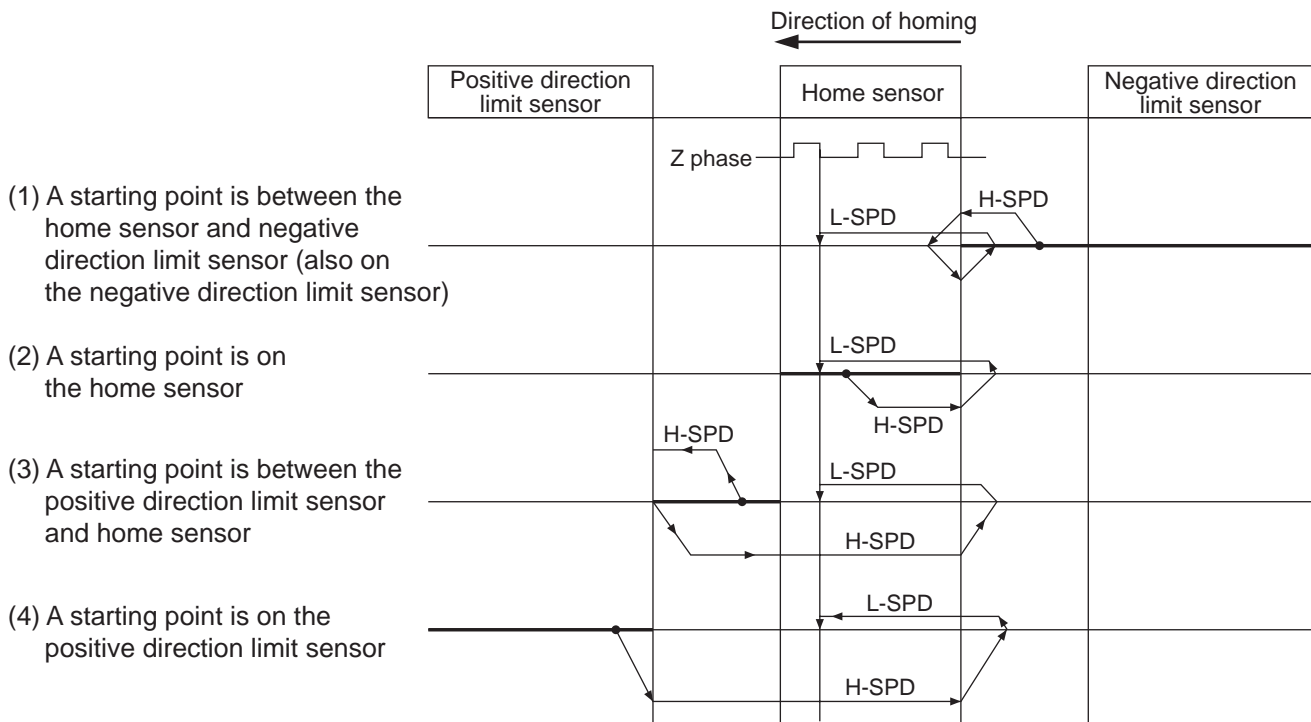 Direction of homing
Positive direction
limit sensor
Home sensor
Negative direction
limit sensor
Z phase
(1) A starting point is between the
home sensor and negative
direction limit sensor (also on
the negative direction limit sensor)
H-SPD
L-SPD
(2) A starting point is on
the home sensor
L-SPD
H-SPD
(3) A starting point is between the
positive direction limit sensor
and home sensor
H-SPD
L-SPD
H-SPD
(4) A starting point is on the
positive direction limit sensor
L-SPD
H-SPD